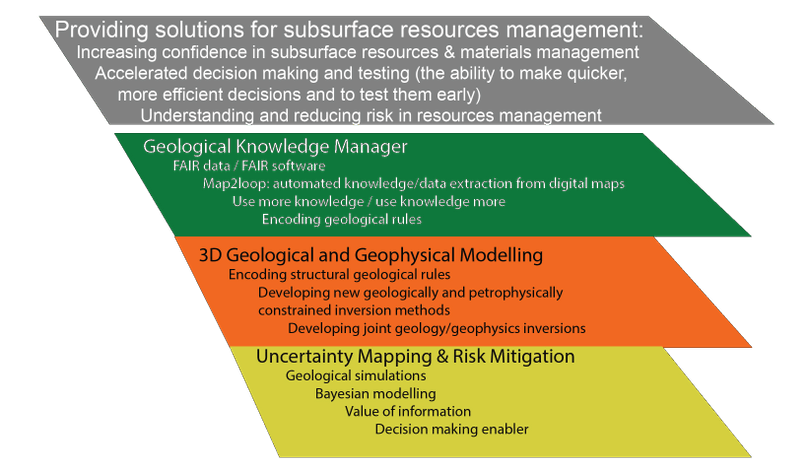 Providing solutions for subsurface resources management:
Increasing confidence in subsurface resources & materials management
Accelerated decision making and testing (the ability to make quicker,
more efficient decisions and to test them early)
Understanding and reducing risk in resources management
Geological Knowledge Manager
FAIR data / FAIR software
Map2loop: automated knowledge/data extraction from digital maps
Use more knowledge / use knowledge more
Encoding geological rules
3D Geological and Geophysical Modelling
Encoding structural geological rules
Developing new geologically and petrophysically
constrained inversion methods
Developing joint geology/geophysics inversions
Uncertainty Mapping & Risk Mitigation
Geological simulations
Bayesian modelling
Value of information
Decision making enabler